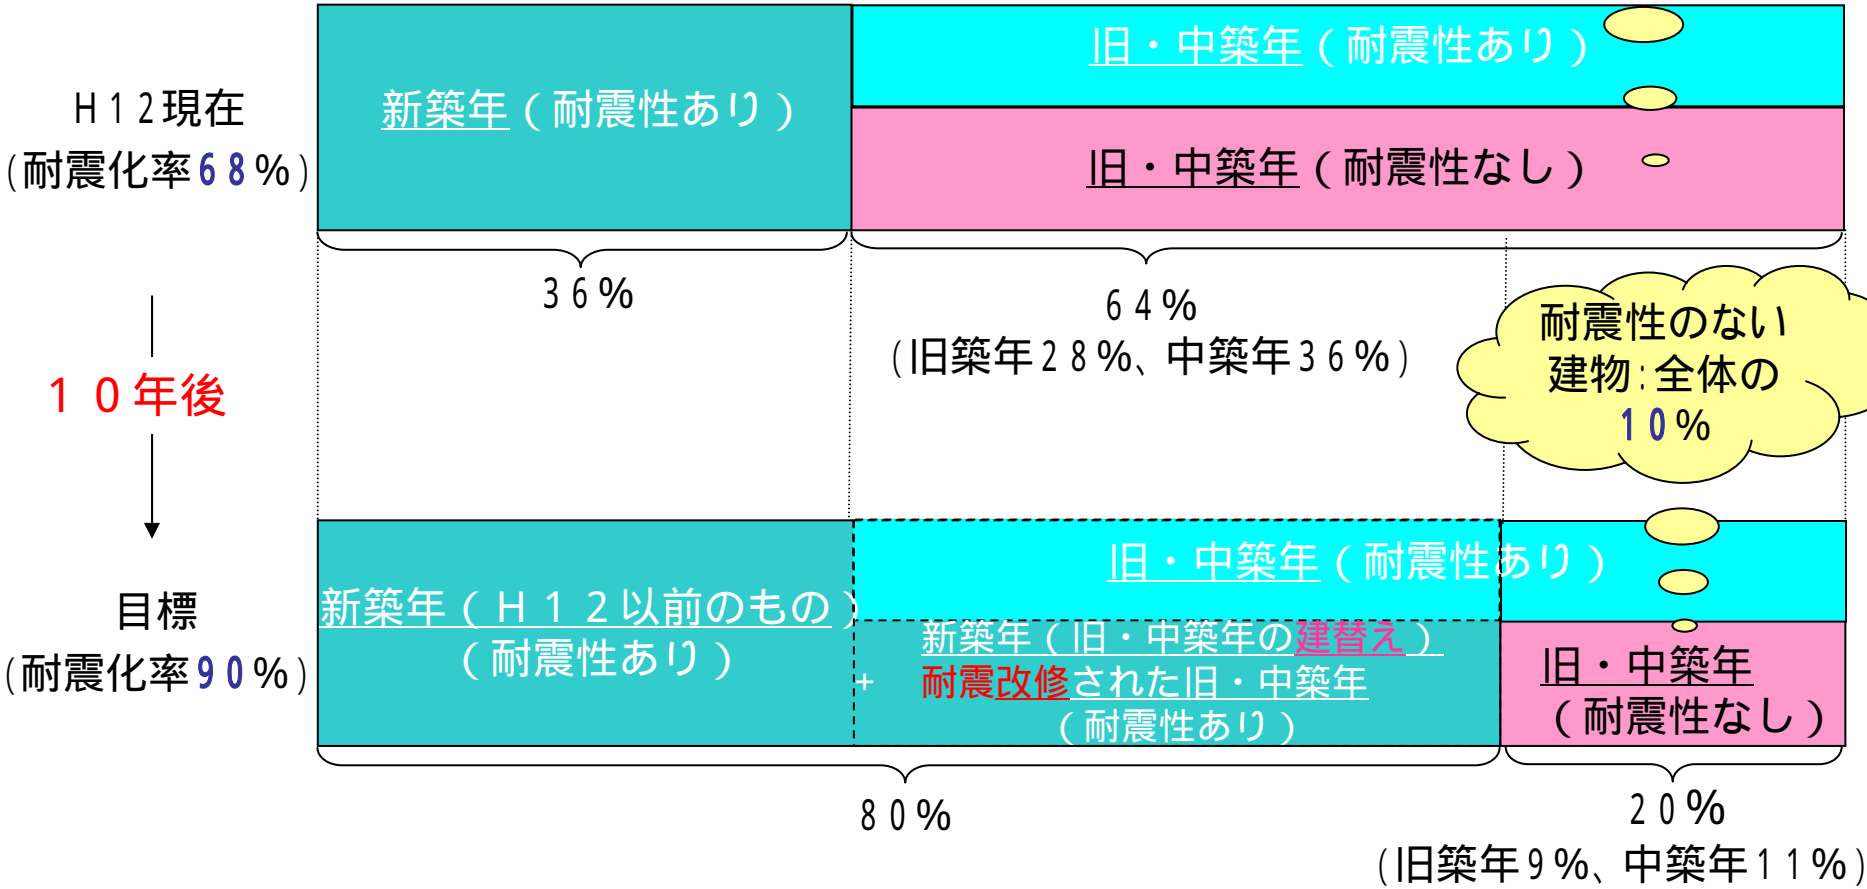 旧・中築年(耐震性あり)
H12現在
(耐震化率68%)
新築年(耐震性あり)
旧・中築年(耐震性なし)
36%
64%
(旧築年28%、中築年36%)
耐震性のない
建物:全体の
10%
10年後
目標
(耐震化率90%)
新築年(H12以前のもの)
(耐震性あり)
旧・中築年(耐震性あり)
新築年(旧・中築年の建替え)
+ 耐震改修された旧・中築年
(耐震性あり)
旧・中築年
(耐震性なし)
80%
20%
(旧築年9%、中築年11%)